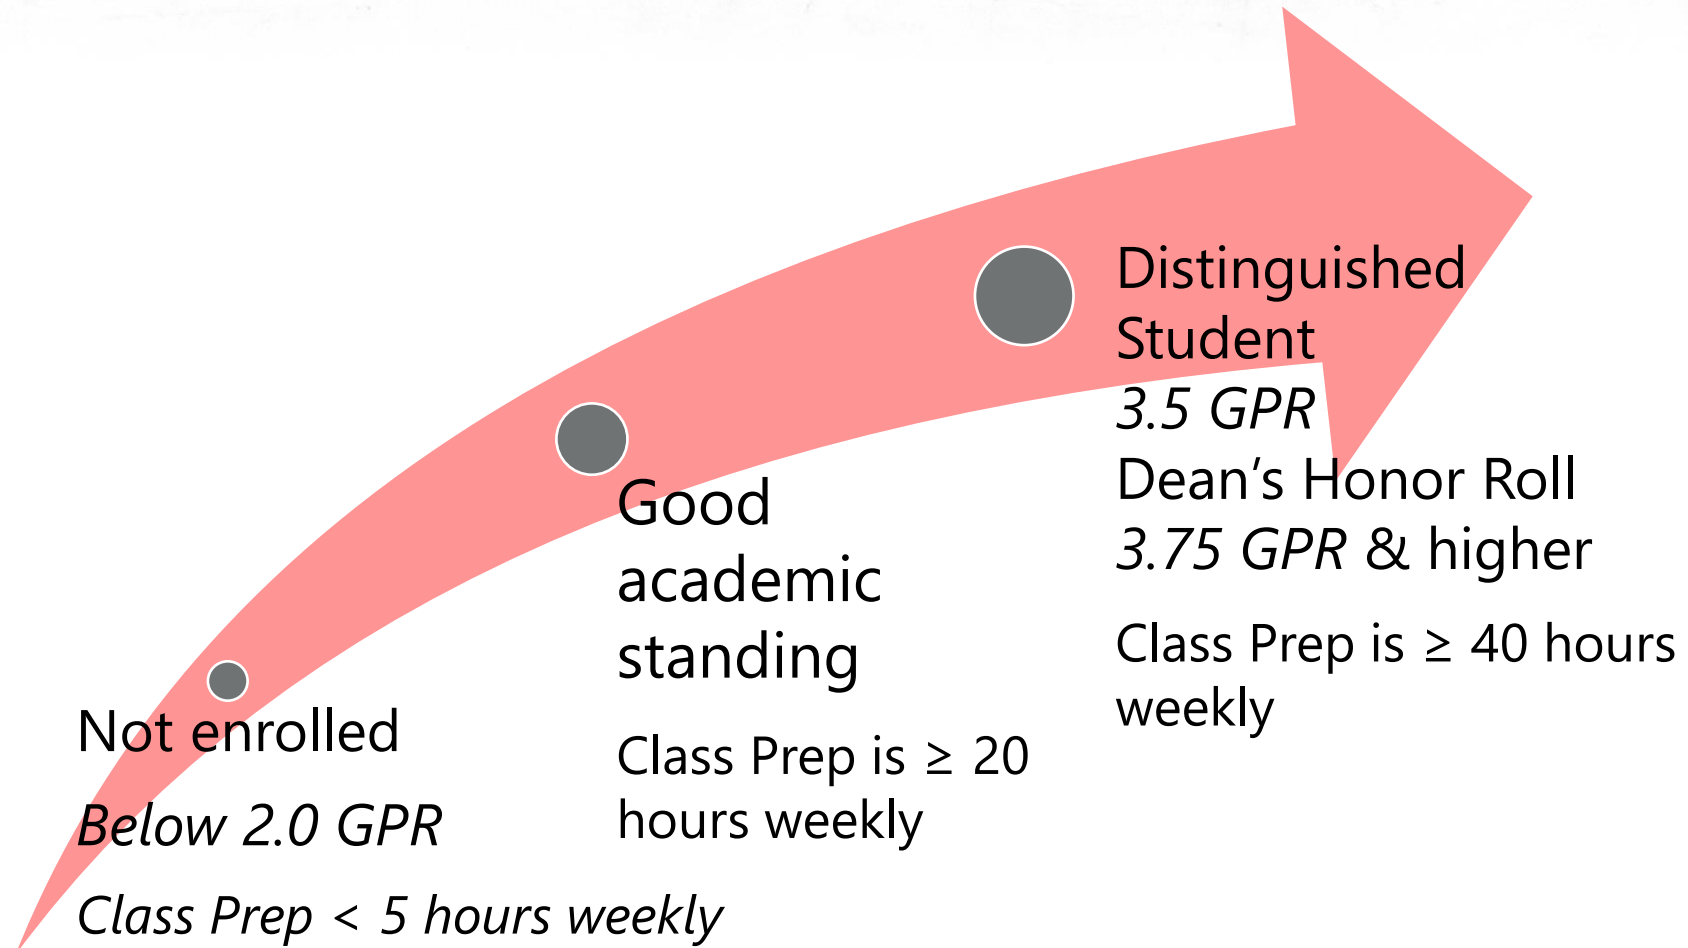 Not enrolled
Below 2.0 GPR
Class Prep < 5 hours weekly
Good
academic
standing
Class Prep is ≥ 20
hours weekly
Distinguished
Student
3.5 GPR
Dean’s Honor Roll
3.75 GPR & higher
Class Prep is ≥ 40 hours
weekly